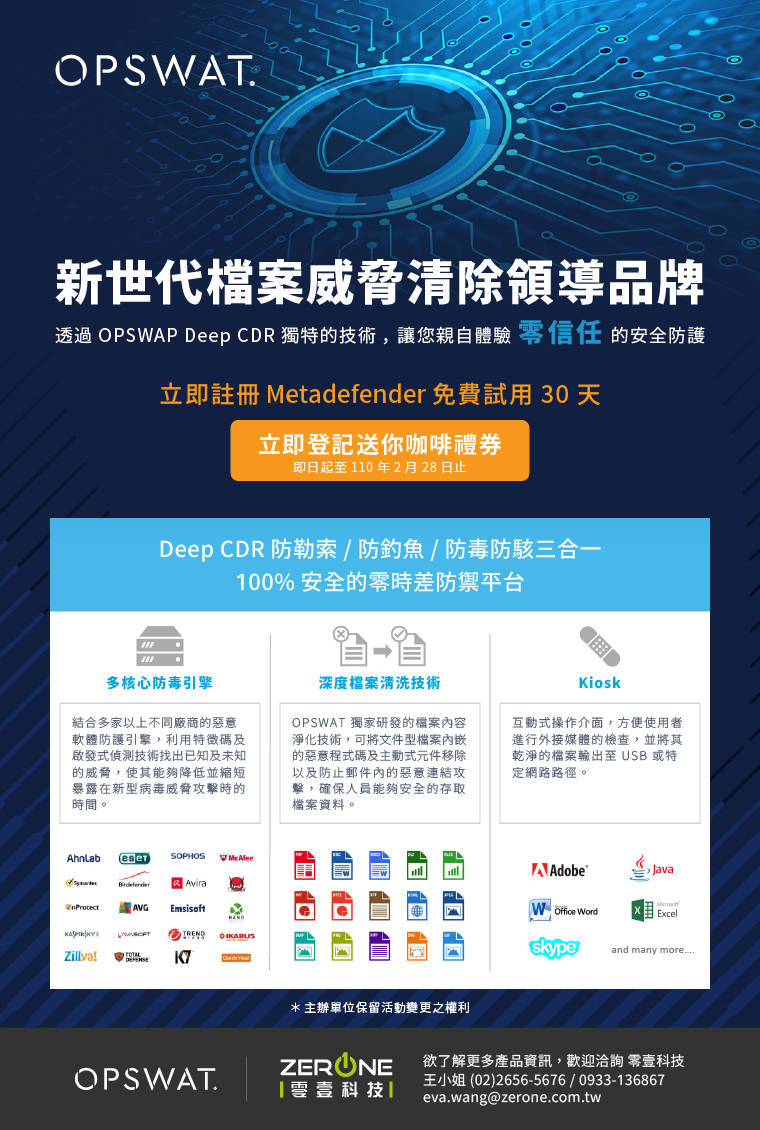 OPSWAT.
新世代檔案威脅清除領導品牌
透過 OPSWAP Deep CDR 獨特的技術，讓您親自體驗 零信任 的安全防護
立即註冊 Metadefender 免費試用 30 天
立即登記送你咖啡禮券
即日起至 110 年 2 月 28 日止
Deep CDR 防勒索 / 防釣魚 / 防毒防駭三合一
100% 安全的零時差防禦平台
多核心防毒引擎
結合多家以上不同廠商的惡意
軟體防護引擎，利用特徵碼及
啟發式偵測技術找出已知及未知
的威脅，使其能夠降低並縮短
暴露在新型病毒威脅攻擊時的
時間。
AhnLab eseT SOPHOS McAfee
Symantec Bitdefender Avira
nProtect AVG Emsisoft NANO
KASPERSKY LAVASOFT TREND MICRO IKARUS
Zillya! TOTAL DEFENSE K7 Quick Heal
深度檔案清洗技術
OPSWAT 獨家研發的檔案內容
淨化技術，可將文件型檔案內嵌
的惡意程式碼及主動式元件移除
以及防止郵件內的惡意連結攻
擊，確保人員能夠安全的存取
檔案資料。
PDF DOC DOCX XLS XLSX
PPT PPTX RTF HTML JPEG
BMP PNG TIFF SVG GIF
Kiosk
互動式操作介面，方便使用者
進行外接媒體的檢查，並將其
乾淨的檔案輸出至 USB 或特
定網路路徑。
Adobe Java
Microsoft Office Word Microsoft Excel
skype and many more....
＊主辦單位保留活動變更之權利
OPSWAT.
ZERONE
零壹科技
欲了解更多產品資訊，歡迎洽詢 零壹科技
王小姐 (02)2656-5676 / 0933-136867
eva.wang@zerone.com.tw